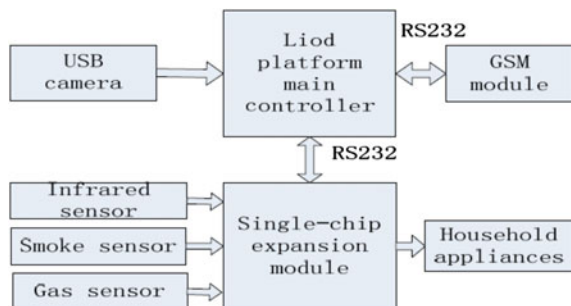 USB
camera
Liod
platform
main
controller
RS232
GSM
module
RS232
Infrared
sensor
Smoke sensor
Gas sensor
Single-chip
expansion
module
Household
appliances